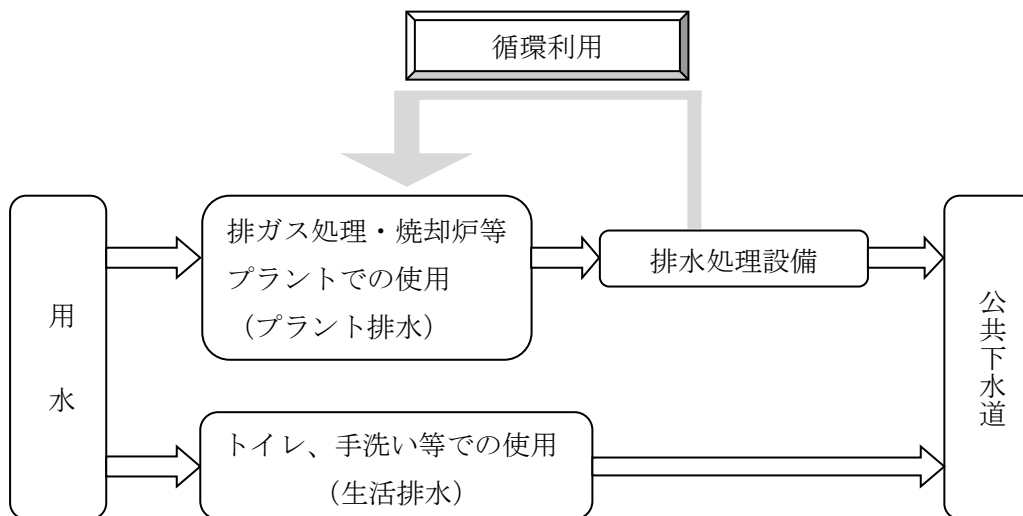 循環利用
排ガス処理・焼却炉等
プラントでの使用
（プラント排水）
排水処理設備
用水
公共下水道
トイレ、手洗い等での使用
（生活排水）